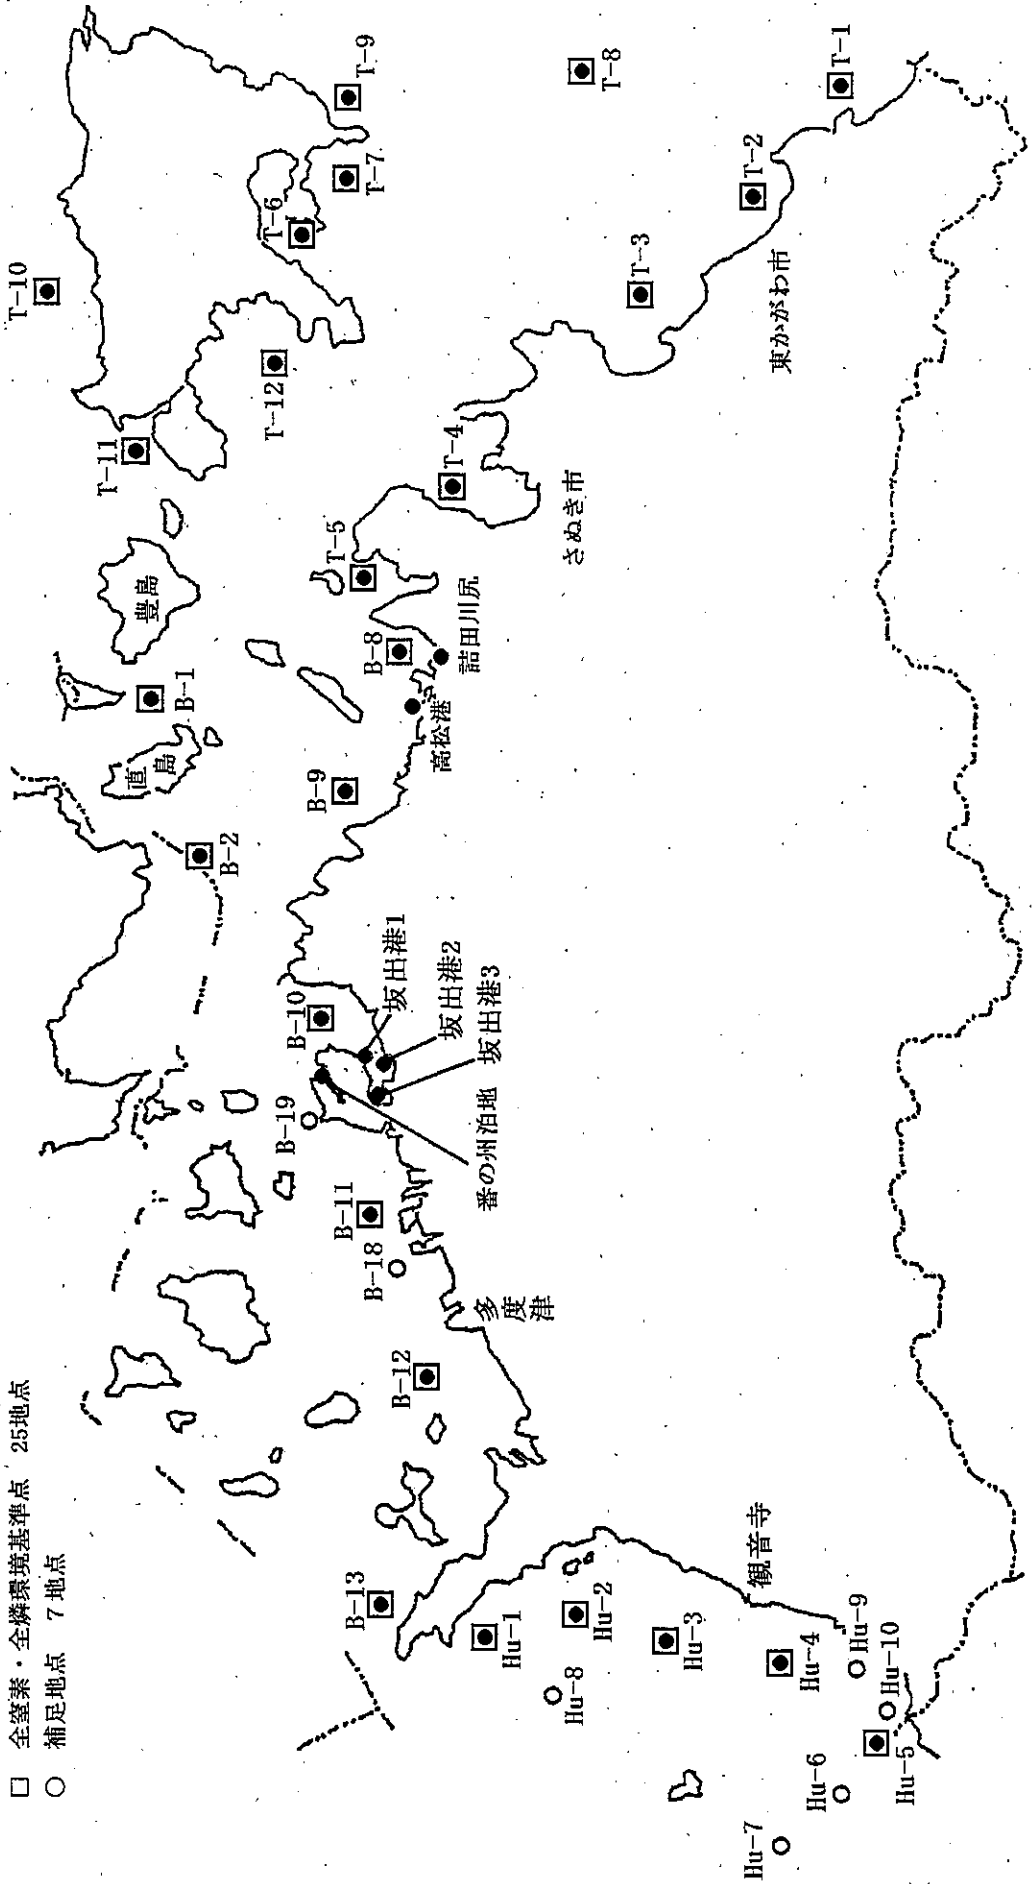 □ 全窒素・全燐環境基準点 25地点
○ 補足地点 7地点
T-10
T-9
T-8
T-1
T-7
T-6
T-2
T-3
T-12
T-11
T-4
T-5
東かがわ市
さぬき市
豊島
B-1
B-8
詰田川尻
高松港
直島
B-9
B-2
B-10
坂出港1
坂出港2
坂出港3
B-19
番の州泊地
B-11
B-18
多度津
B-12
B-13
観音寺
Hu-1
Hu-2
Hu-3
Hu-4
Hu-8
Hu-9
Hu-10
Hu-5
Hu-6
Hu-7